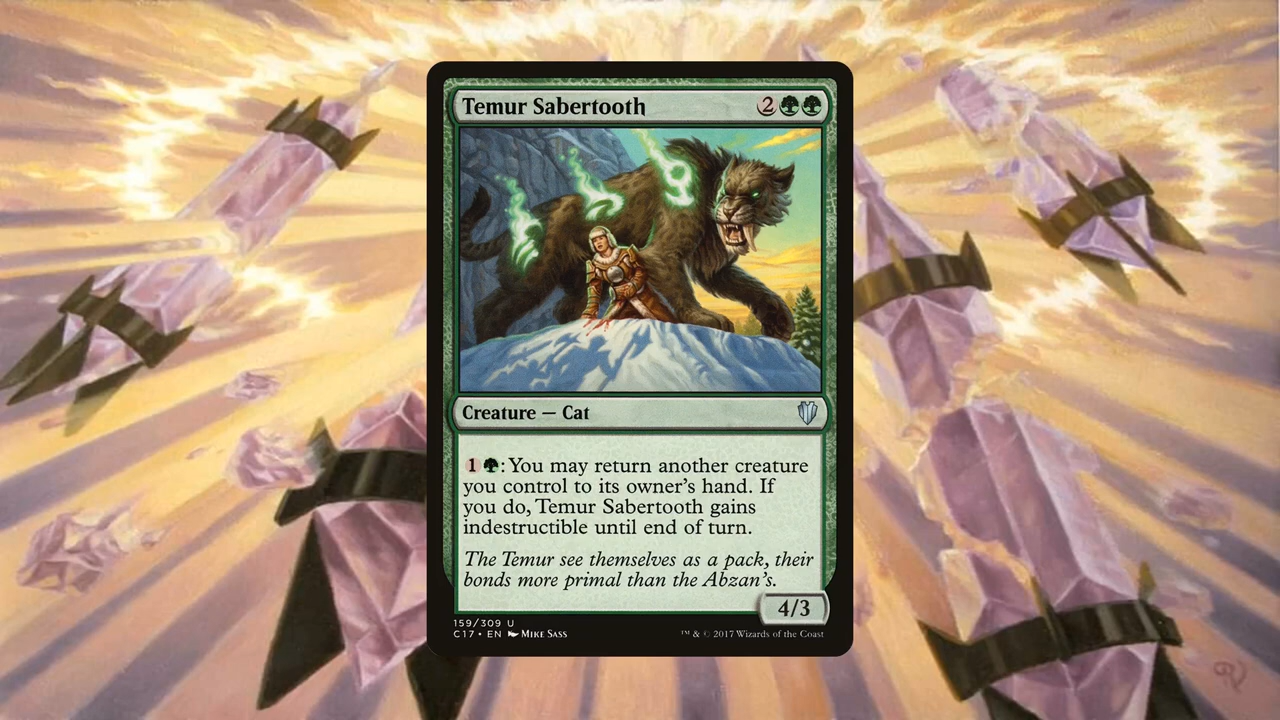 Temur Sabertooth 2
Creature — Cat
1 : You may return another creature
you control to its owner's hand. If
you do, Temur Sabertooth gains
indestructible until end of turn.
The Temur see themselves as a pack, their
bonds more primal than the Abzan's.
4/3
159/309 U
C17 • EN Mike Sass
™ & © 2017 Wizards of the Coast